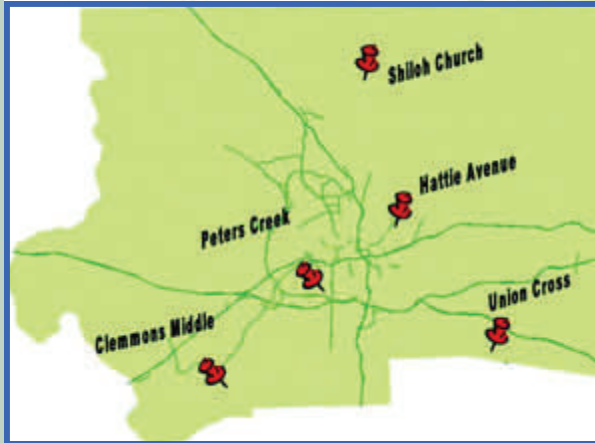 Shiloh Church
Hattie Avenue
Peters Creek
Union Cross
Clemmons Middle